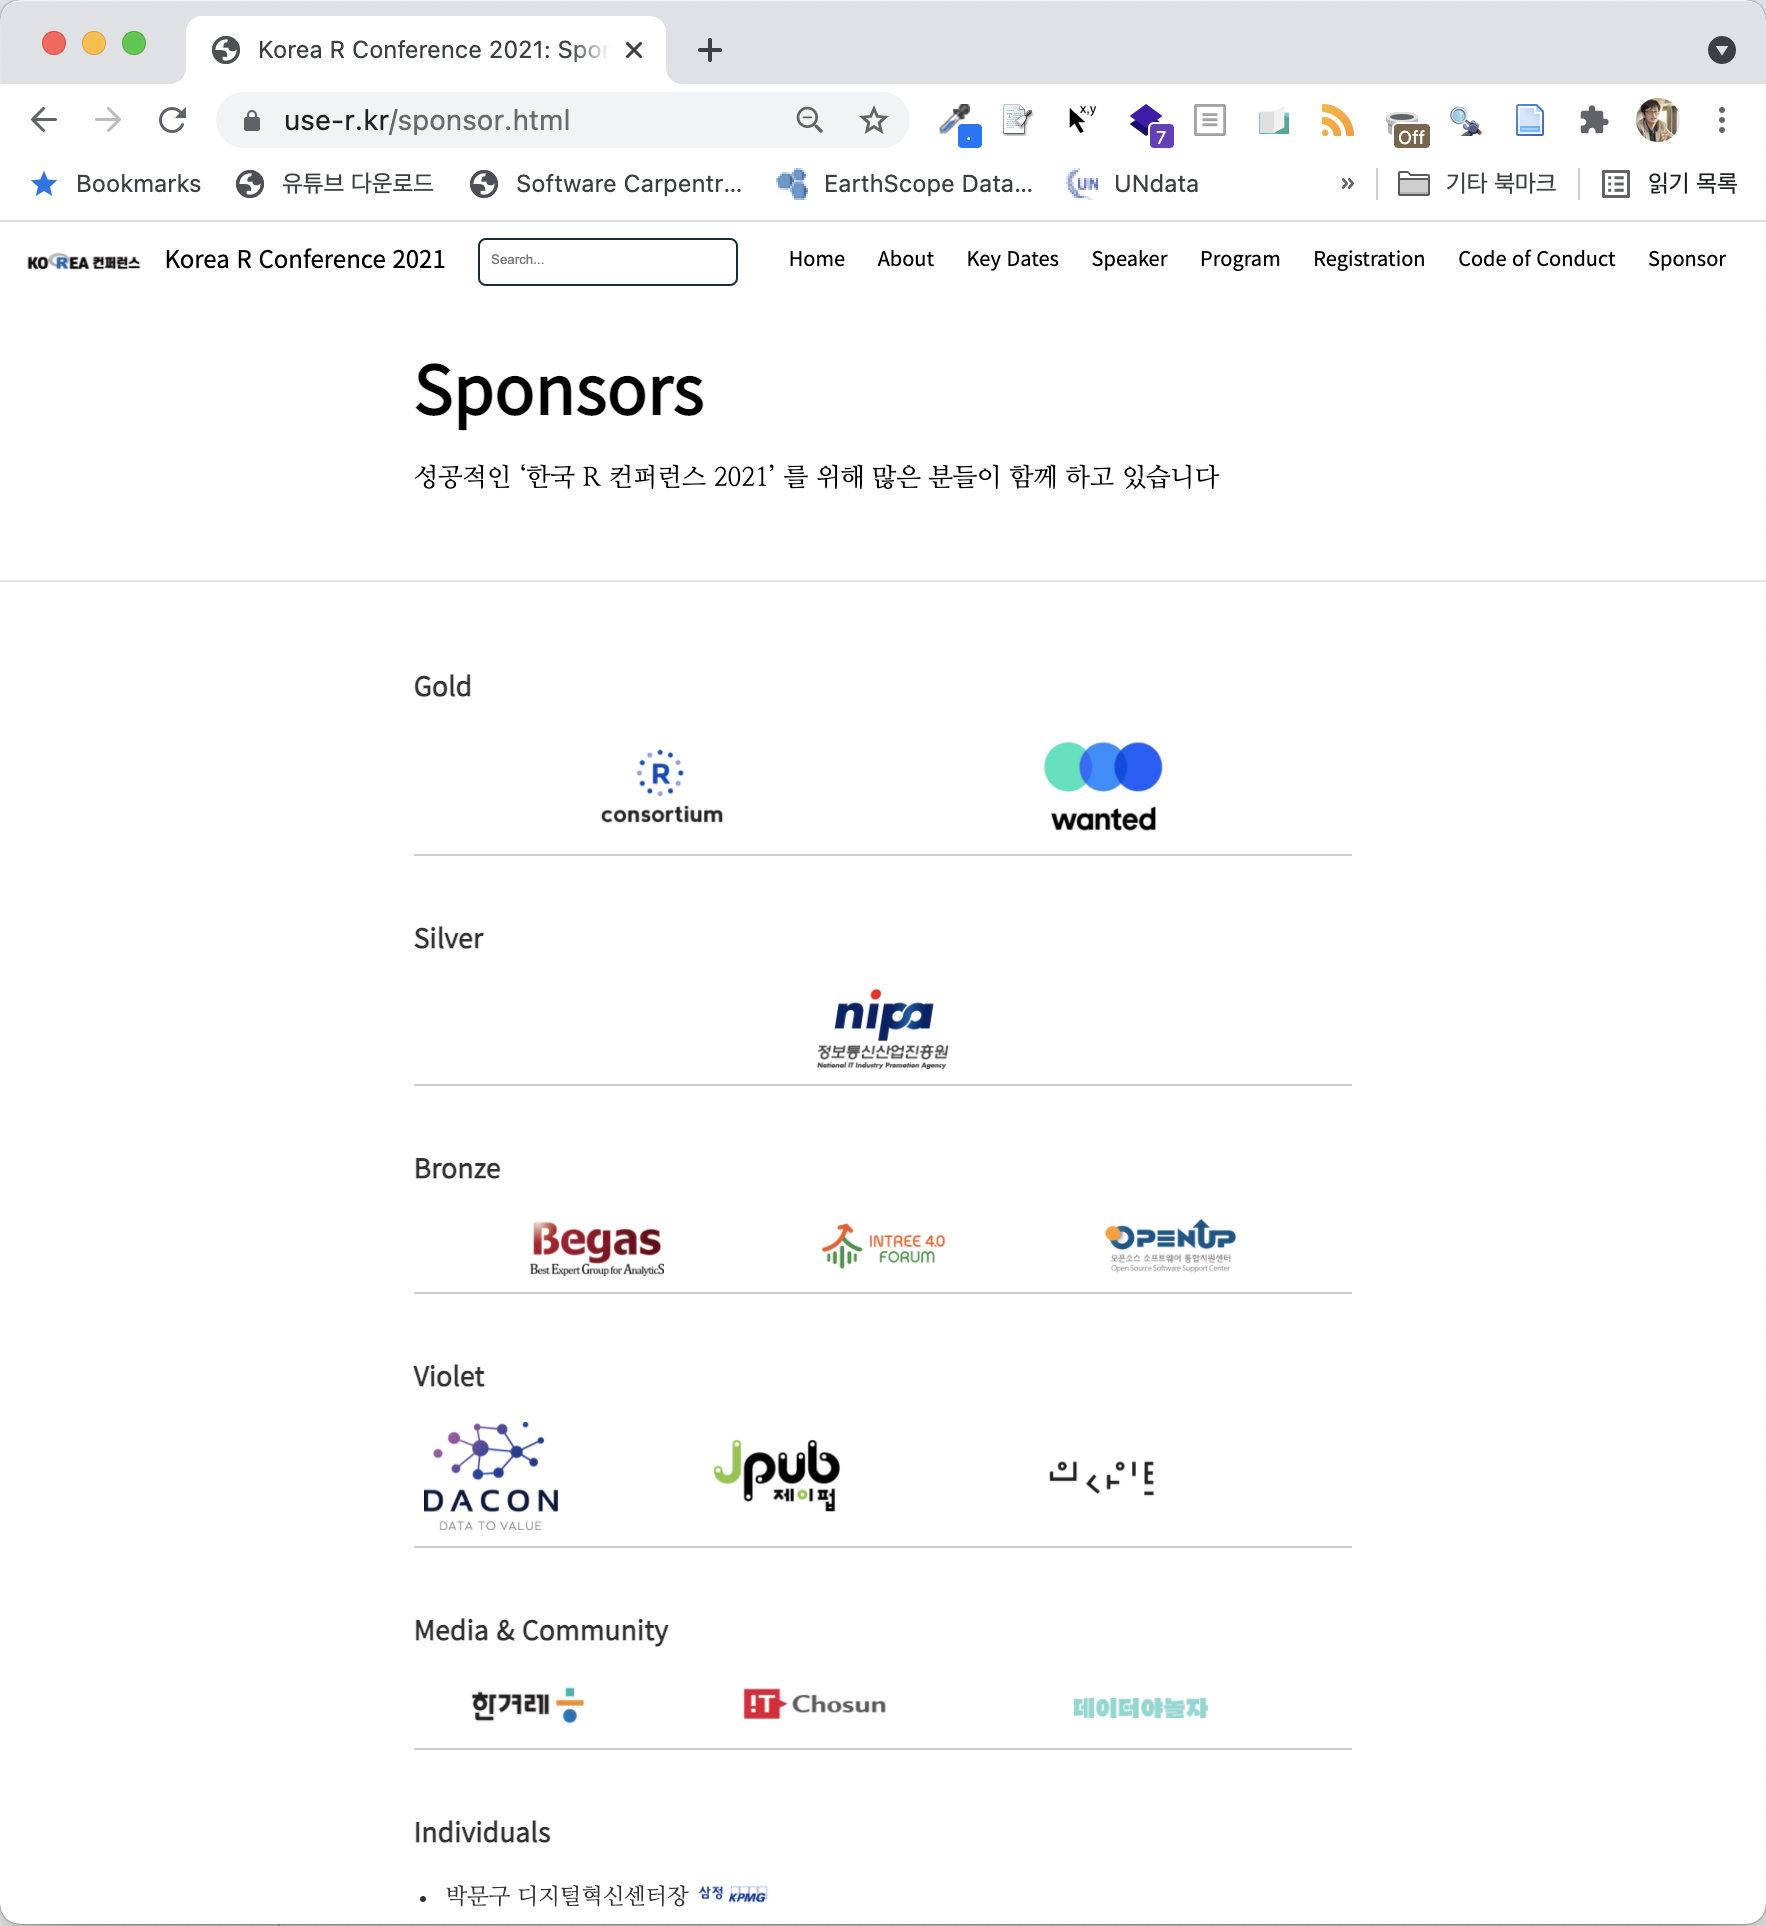 Korea R Conference 2021: Spor
use-r.kr/sponsor.html
x,y
7
Off
Bookmarks
유튜브 다운로드
Software Carpentr...
EarthScope Data...
UN
UNdata
»
기타 북마크
읽기 목록
KOREA 컨퍼런스
Korea R Conference 2021
Search...
Home
About
Key Dates
Speaker
Program
Registration
Code of Conduct
Sponsor
Sponsors
성공적인 ‘한국 R 컨퍼런스 2021’ 를 위해 많은 분들이 함께 하고 있습니다
Gold
R
consortium
wanted
Silver
nipa
정보통신산업진흥원
National IT Industry Promotion Agency
Bronze
Begas
Best Expert Group for AnalyticS
INTREE 4.0
FORUM
OPENUP
오픈소스 소프트웨어 통합지원센터
Open Source Software Support Center
Violet
DACON
DATA TO VALUE
Jpub
제이펍
Media & Community
한겨레
IT Chosun
데이터야놀자
Individuals
• 박문구 디지털혁신센터장 삼정 KPMG